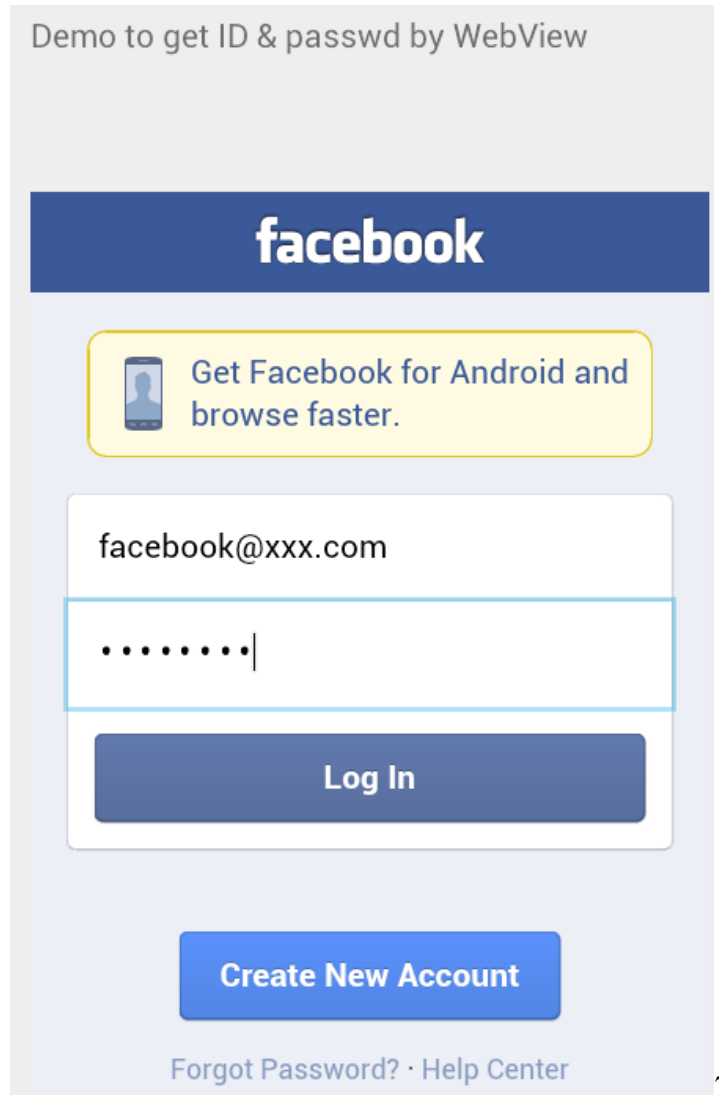 Demo to get ID & passwd by WebView
facebook
Get Facebook for Android and
browse faster.
facebook@xxx.com
••••••••
Log In
Create New Account
Forgot Password? · Help Center